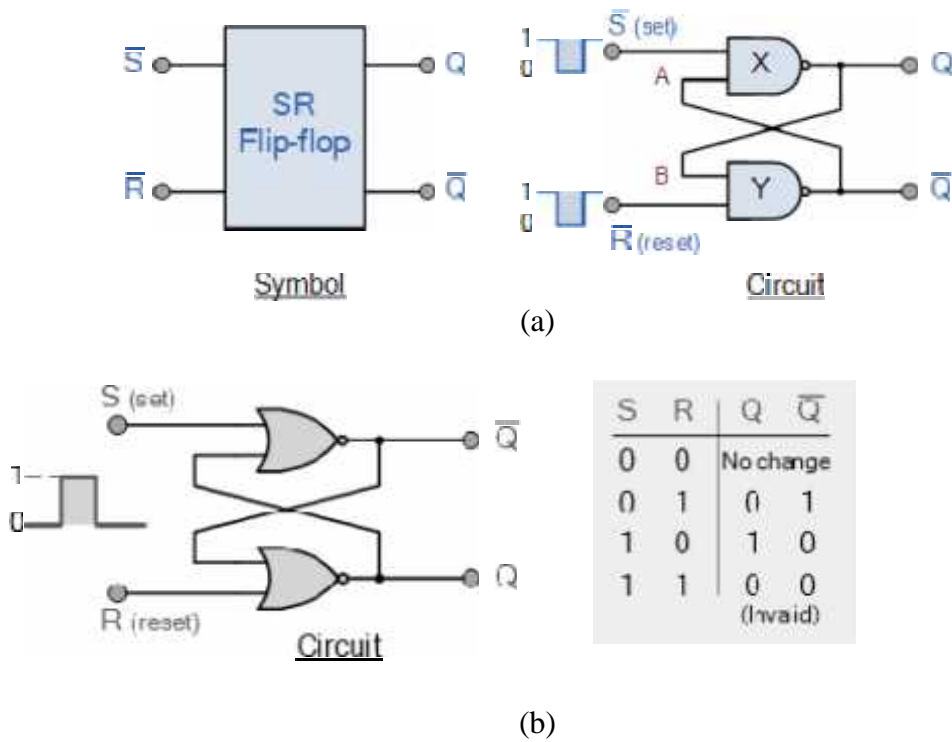 S̅ Q
SR
Flip-flop
R̅ Q̅
Symbol
1
0
S̅ (set)
X
Q
A
B
Y
1
0
Q̅
R̅ (reset)
Circuit
(a)
S (set)
Q̅
1
0
Q
R (reset)
Circuit
S R Q Q̅
0 0 No change
0 1 0 1
1 0 1 0
1 1 0 0
(Invaid)
(b)